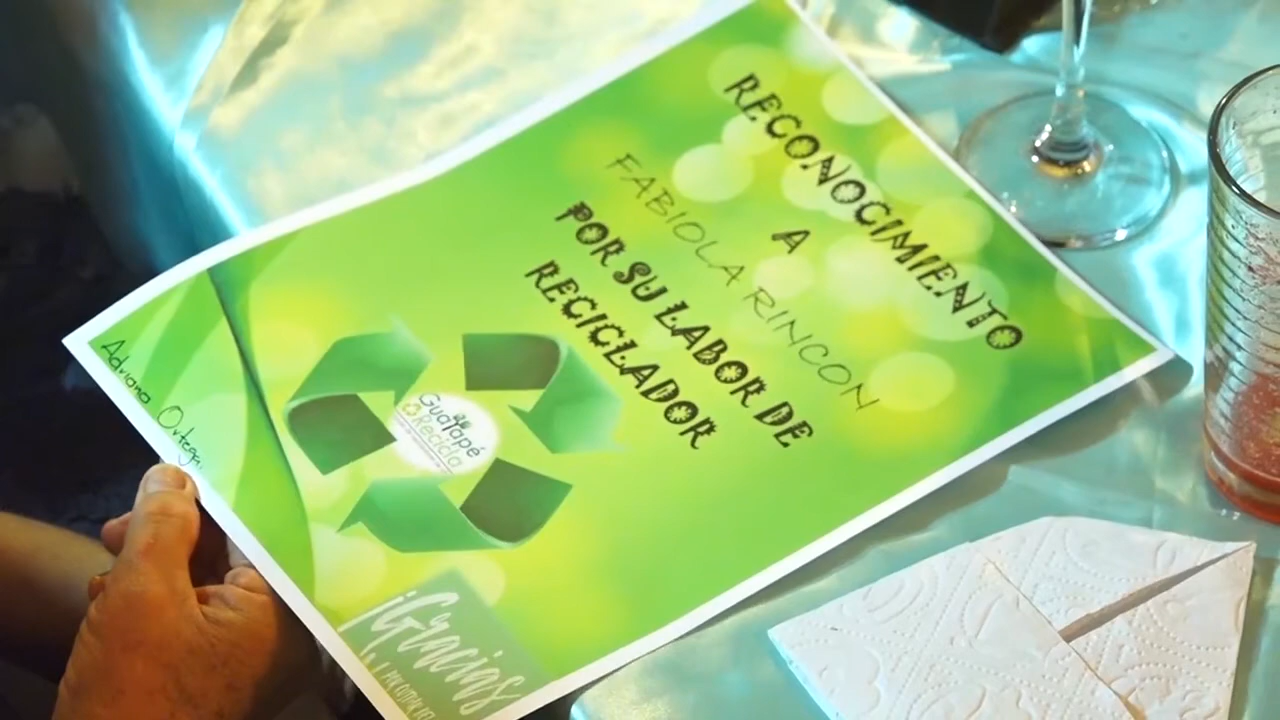 RECONOCIMIENTO
A
FABIOLA RINCON
POR SU LABOR DE
RECICLADOR
GuaTapé
Recicla
Adriana Ortega
¡Gracias